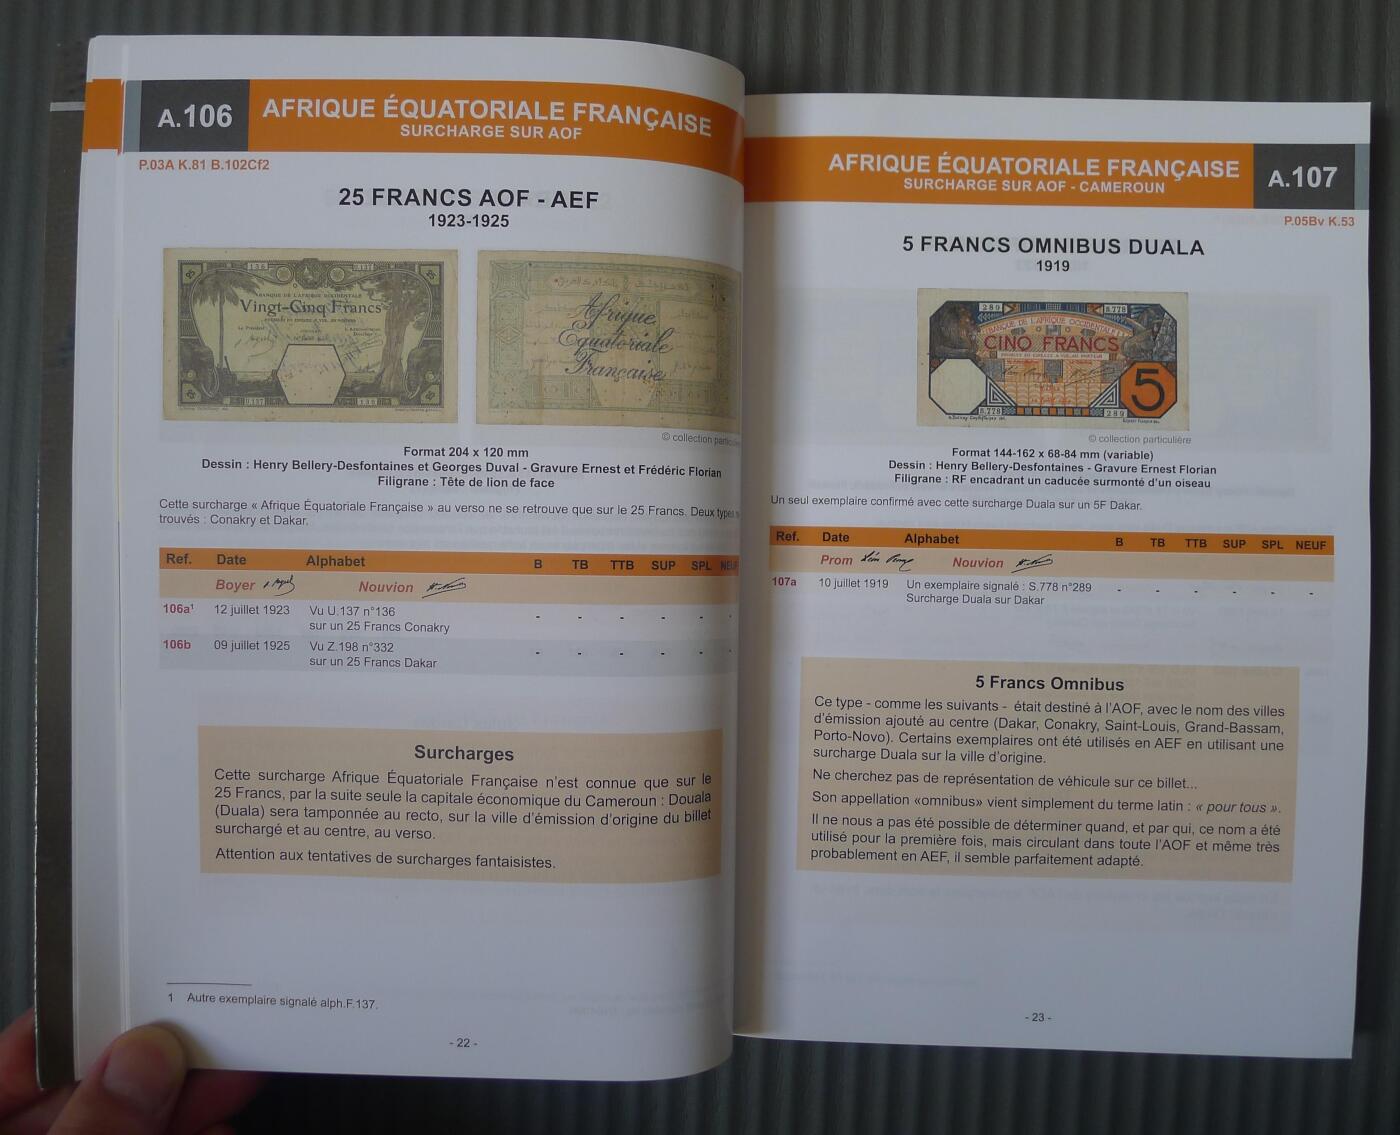 A.106
AFRIQUE ÉQUATORIALE FRANÇAISE
SURCHARGE SUR AOF
P.03A K.81 B.102Cf2
25 FRANCS AOF - AEF
1923-1925
136
U.137
BANQUE DE L'AFRIQUE OCCIDENTALE
Vingt-Cinq Francs
U.137
136
Afrique
Equatoriale
Française
© collection particulière
Format 204 x 120 mm
Dessin : Henry Bellery-Desfontaines et Georges Duval - Gravure Ernest et Frédéric Florian
Filigrane : Tête de lion de face
Cette surcharge « Afrique Équatoriale Française » au verso ne se retrouve que sur le 25 Francs. Deux types
trouvés : Conakry et Dakar.
Ref. Date Alphabet B TB TTB SUP SPL NEUF
Boyer Nouvion
106a¹ 12 juillet 1923 Vu U.137 n°136 - - - - - -
sur un 25 Francs Conakry
106b 09 juillet 1925 Vu Z.198 n°332 - - - - - -
sur un 25 Francs Dakar
Surcharges
Cette surcharge Afrique Équatoriale Française n'est connue que sur le
25 Francs, par la suite seule la capitale économique du Cameroun : Douala
(Duala) sera tamponnée au recto, sur la ville d'émission d'origine du billet
surchargé et au centre, au verso.
Attention aux tentatives de surcharges fantaisistes.
1 Autre exemplaire signalé alph.F.137.
- 22 -
AFRIQUE ÉQUATORIALE FRANÇAISE
SURCHARGE SUR AOF - CAMEROUN
A.107
P.05Bv K.53
5 FRANCS OMNIBUS DUALA
1919
289
S.778
BANQUE DE L'AFRIQUE OCCIDENTALE
CINQ FRANCS
5
S.778
289
© collection particulière
Format 144-162 x 68-84 mm (variable)
Dessin : Henry Bellery-Desfontaines - Gravure Ernest Florian
Filigrane : RF encadrant un caducée surmonté d'un oiseau
Un seul exemplaire confirmé avec cette surcharge Duala sur un 5F Dakar.
Ref. Date Alphabet B TB TTB SUP SPL NEUF
Prom Nouvion
107a 10 juillet 1919 Un exemplaire signalé : S.778 n°289 - - - - - -
Surcharge Duala sur Dakar
5 Francs Omnibus
Ce type - comme les suivants - était destiné à l'AOF, avec le nom des villes
d'émission ajouté au centre (Dakar, Conakry, Saint-Louis, Grand-Bassam,
Porto-Novo). Certains exemplaires ont été utilisés en AEF en utilisant une
surcharge Duala sur la ville d'origine.
Ne cherchez pas de représentation de véhicule sur ce billet...
Son appellation «omnibus» vient simplement du terme latin : « pour tous ».
Il ne nous a pas été possible de déterminer quand, et par qui, ce nom a été
utilisé pour la première fois, mais circulant dans toute l'AOF et même très
probablement en AEF, il semble parfaitement adapté.
- 23 -